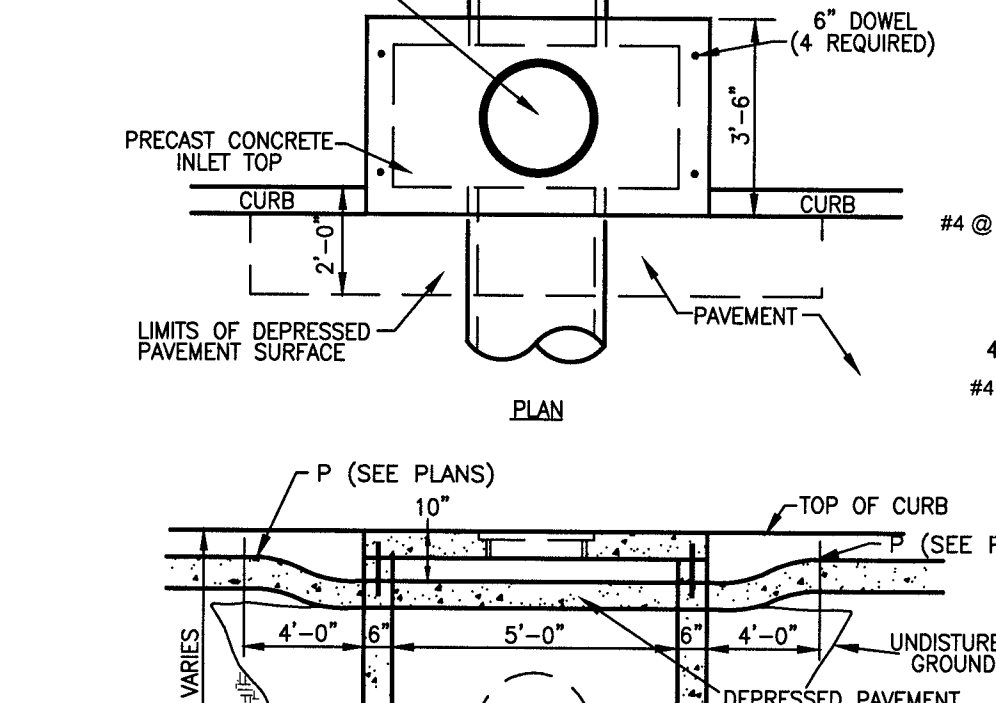 6" DOWEL
(4 REQUIRED)
3'-6"
PRECAST CONCRETE
INLET TOP
CURB
CURB
#4 @
2'-0"
LIMITS OF DEPRESSED
PAVEMENT SURFACE
PAVEMENT
4
#4
PLAN
P (SEE PLANS)
10"
TOP OF CURB
P (SEE P
4'-0"
6"
5'-0"
6"
4'-0"
VARIES
UNDISTURB
GROUND
DEPRESSED PAVEMENT